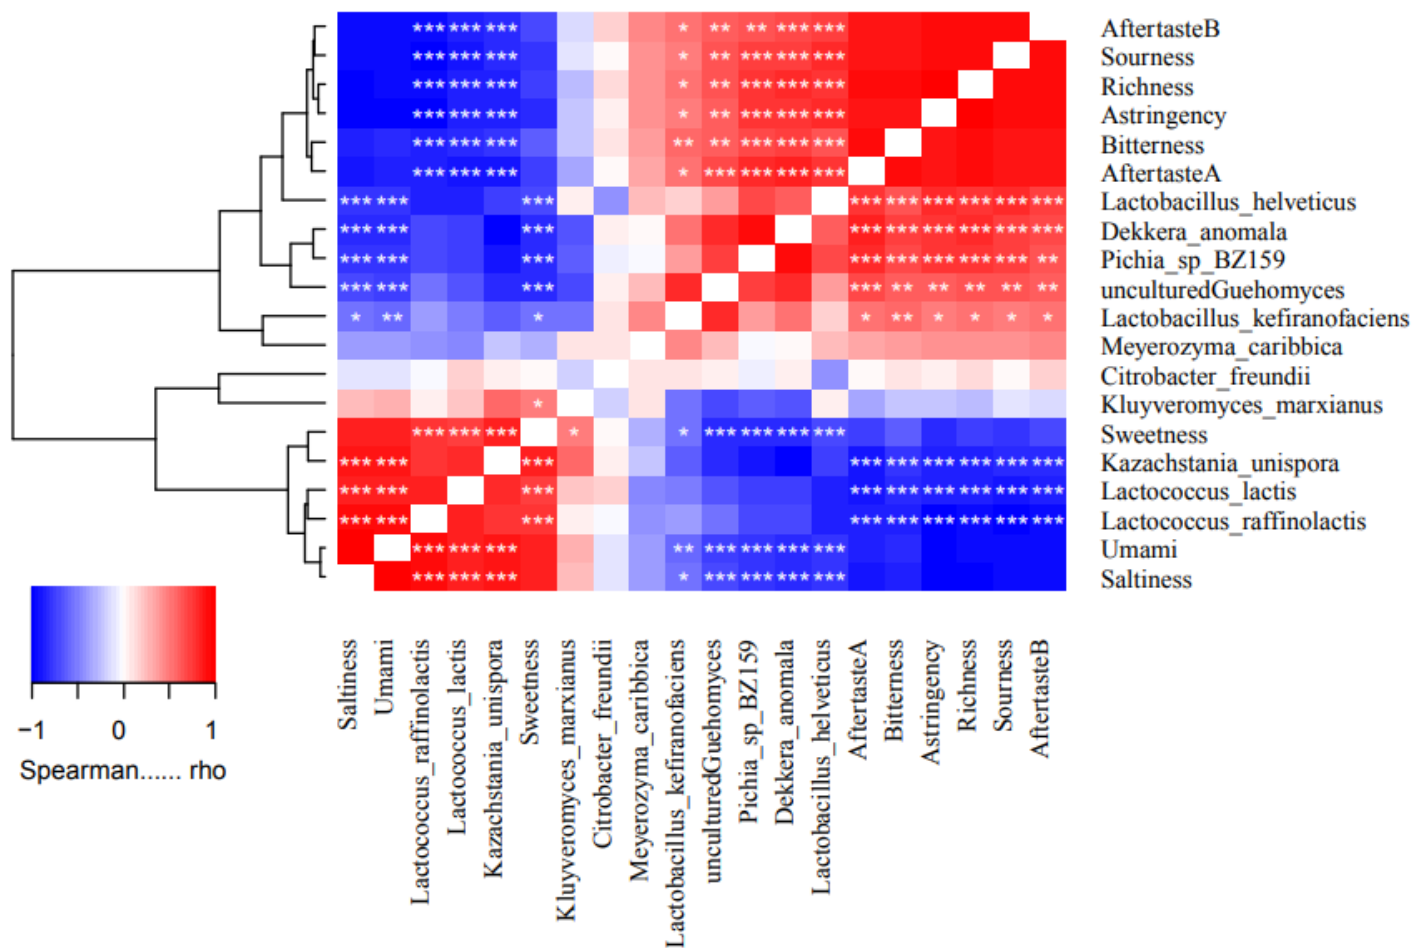 *** *** *** * ** ** *** *** AftertasteB
*** *** *** * ** *** *** *** Sourness
*** *** *** * ** *** *** *** Richness
*** *** *** * ** *** *** *** Astringency
*** *** *** ** ** *** *** *** Bitterness
*** *** *** * *** *** *** *** AftertasteA
*** *** *** *** *** *** *** *** *** Lactobacillus_helveticus
*** *** *** *** *** *** *** *** *** Dekkera_anomala
*** *** *** *** *** *** *** *** ** Pichia_sp_BZ159
*** *** *** *** ** ** ** ** ** unculturedGuehomyces
* ** * * ** * * * * Lactobacillus_kefiranofaciens
Meyerozyma_caribbica
Citrobacter_freundii
* Kluyveromyces_marxianus
*** *** *** * * *** *** *** *** Sweetness
*** *** *** *** *** *** *** *** *** Kazachstania_unispora
*** *** *** *** *** *** *** *** *** Lactococcus_lactis
*** *** *** *** *** *** *** *** *** Lactococcus_raffinolactis
*** *** *** ** *** *** *** *** Umami
*** *** *** * *** *** *** *** Saltiness
−1 0 1
Spearman...... rho
Saltiness
Umami
Lactococcus_raffinolactis
Lactococcus_lactis
Kazachstania_unispora
Sweetness
Kluyveromyces_marxianus
Citrobacter_freundii
Meyerozyma_caribbica
Lactobacillus_kefiranofaciens
unculturedGuehomyces
Pichia_sp_BZ159
Dekkera_anomala
Lactobacillus_helveticus
AftertasteA
Bitterness
Astringency
Richness
Sourness
AftertasteB